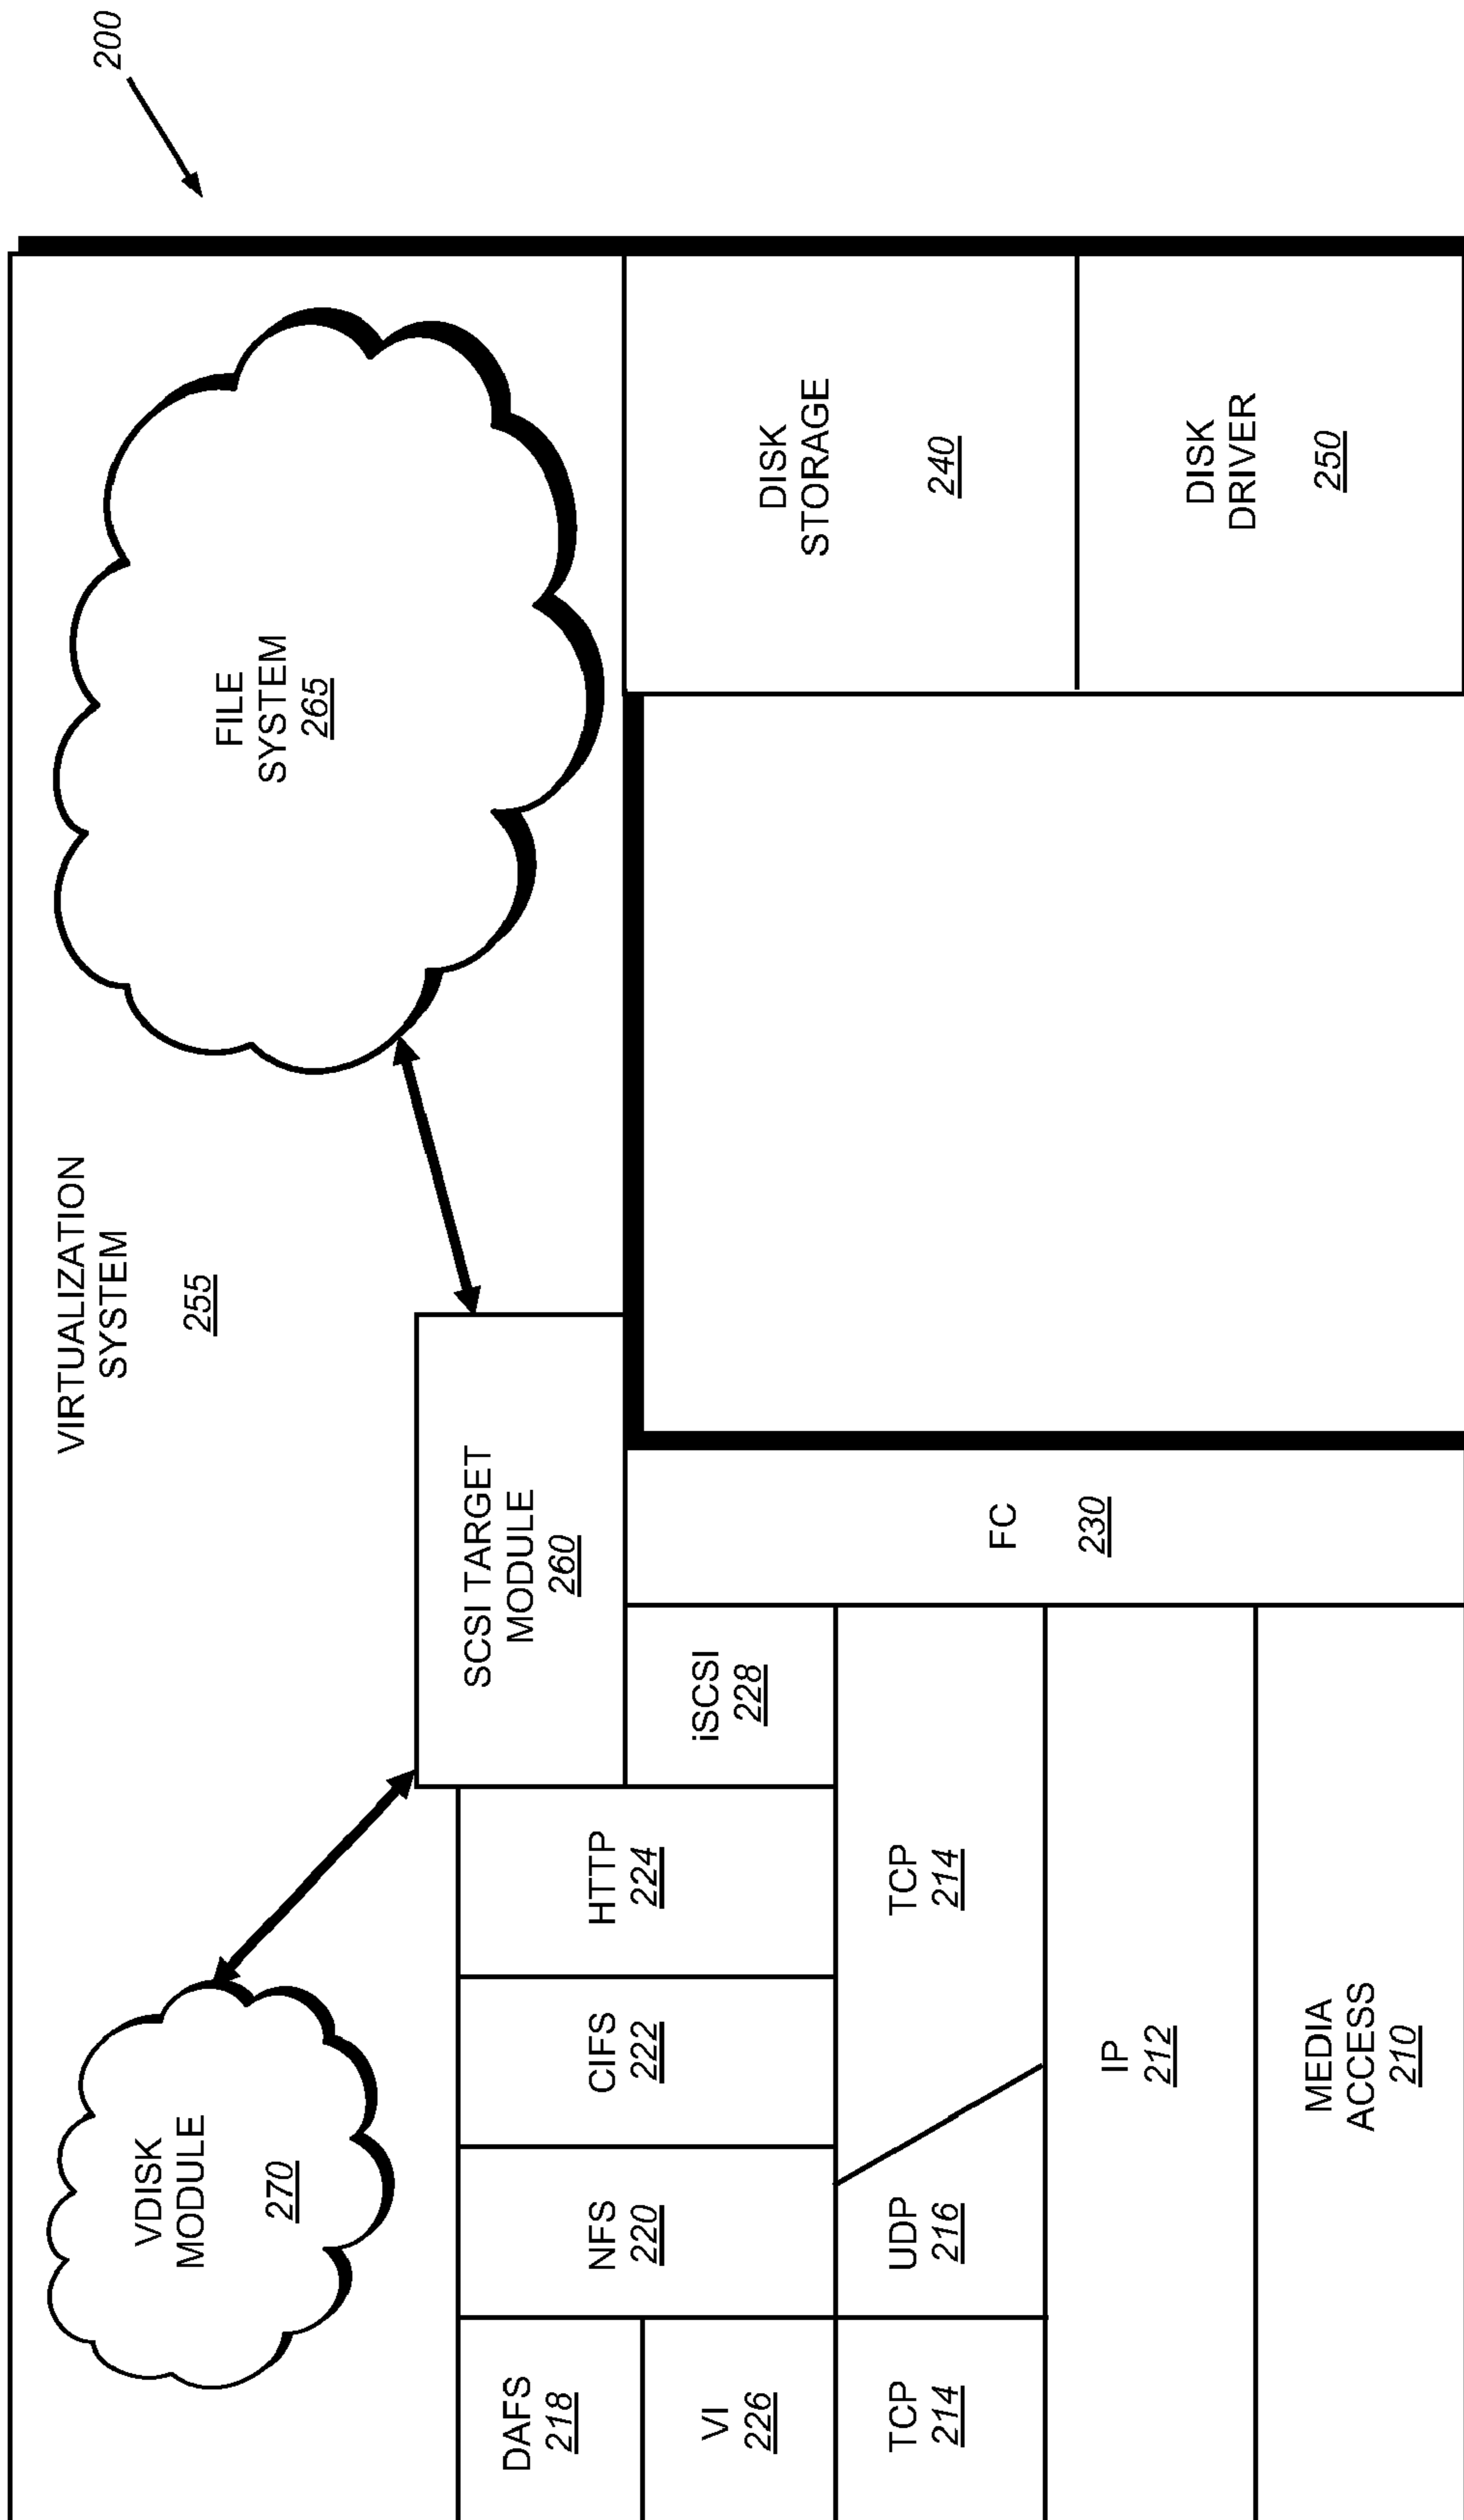 200
VIRTUALIZATION
SYSTEM
255
VDISK
MODULE
270
FILE
SYSTEM
265
SCSI TARGET
MODULE
260
DAFS
218
VI
226
NFS
220
CIFS
222
HTTP
224
iSCSI
228
TCP
214
UDP
216
TCP
214
IP
212
MEDIA
ACCESS
210
FC
230
DISK
STORAGE
240
DISK
DRIVER
250